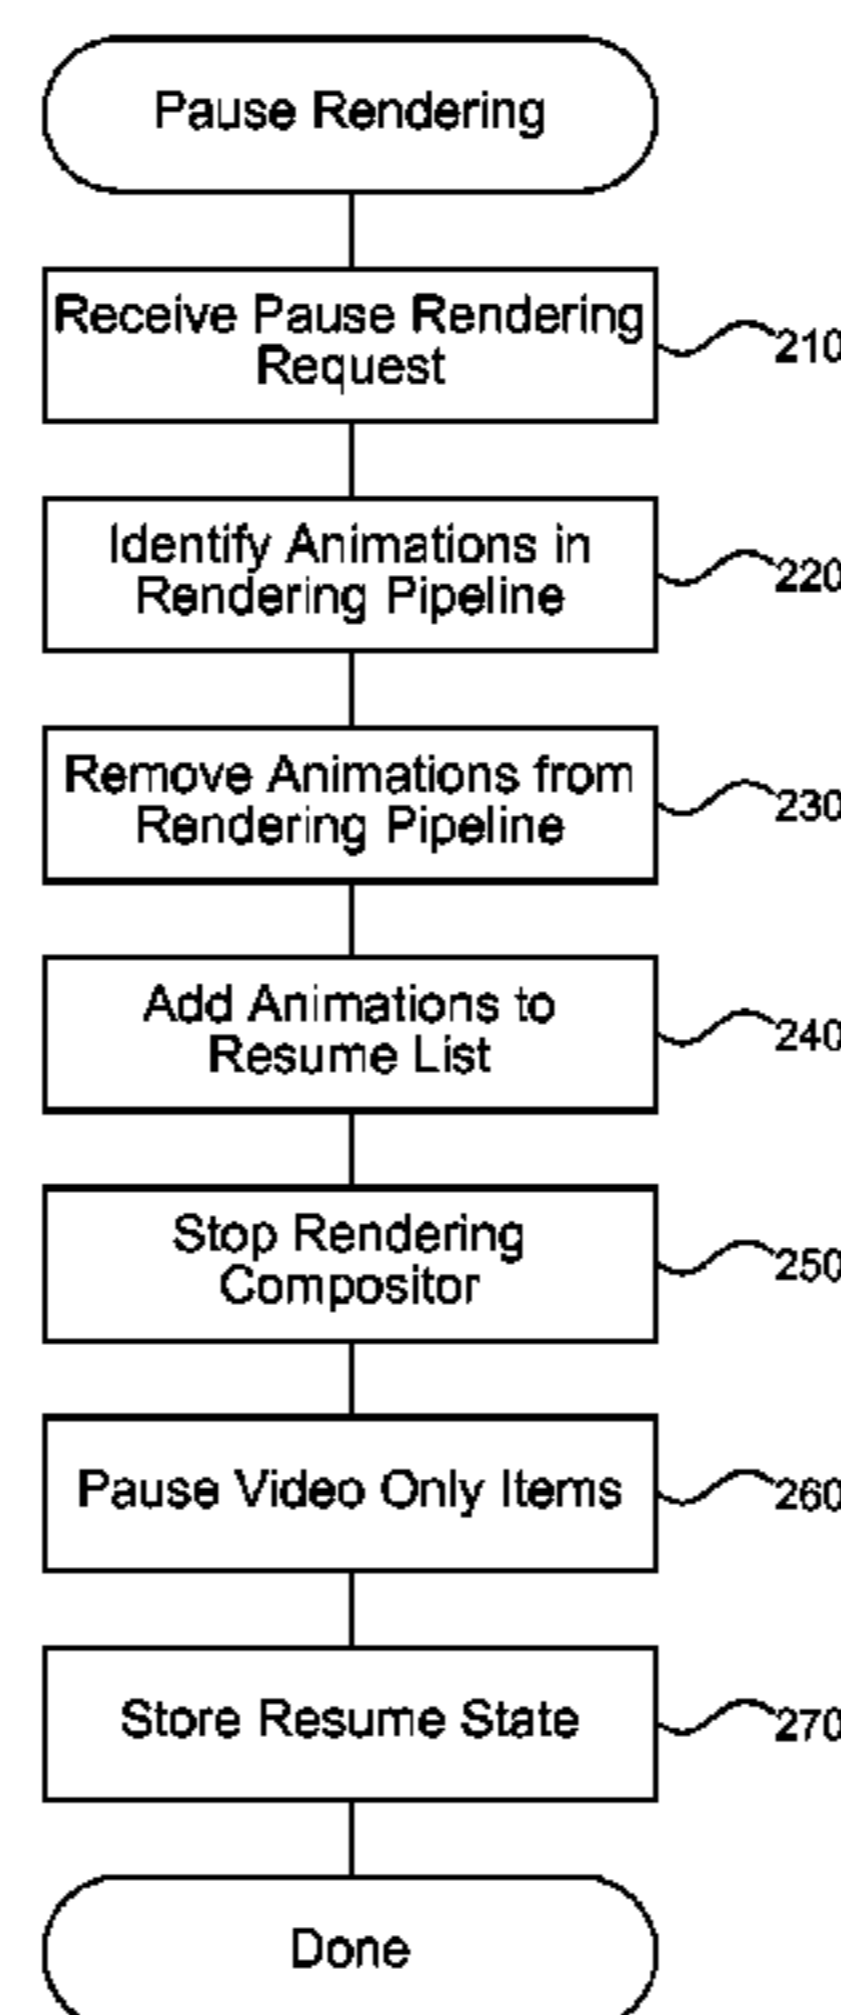 Pause Rendering
Receive Pause Rendering
Request
210
Identify Animations in
Rendering Pipeline
220
Remove Animations from
Rendering Pipeline
230
Add Animations to
Resume List
240
Stop Rendering
Compositor
250
Pause Video Only Items
260
Store Resume State
270
Done